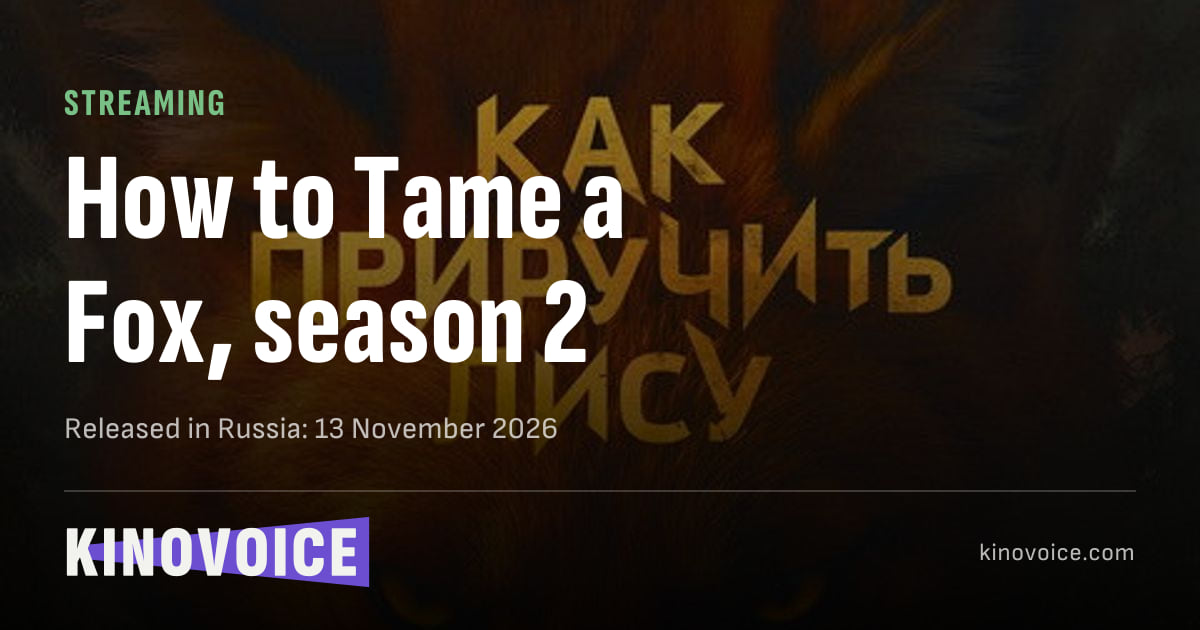 STREAMING
How to Tame a
Fox, season 2
Released in Russia: 13 November 2026
КАК
ПРИРУЧИТЬ
ЛИСУ
KINOVOICE
kinovoice.com